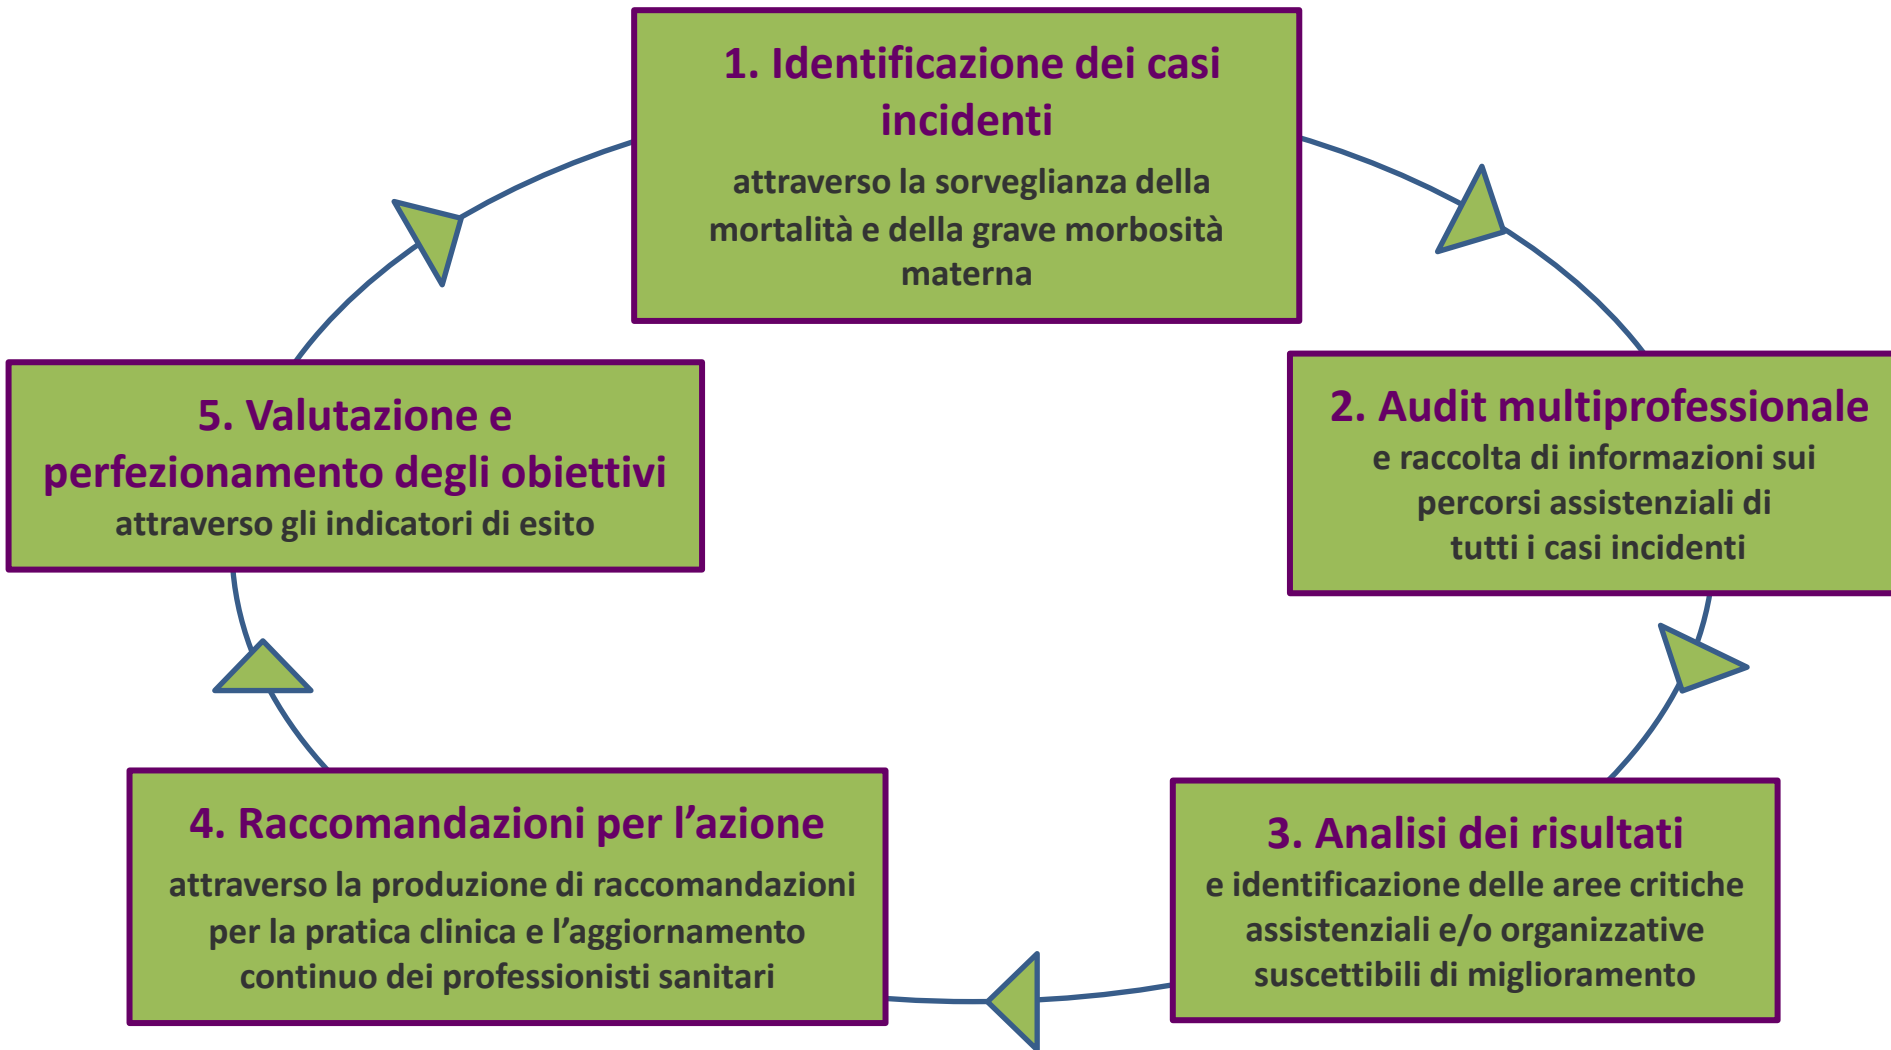 1. Identificazione dei casi
incidenti
attraverso la sorveglianza della
mortalità e della grave morbosità
materna
2. Audit multiprofessionale
e raccolta di informazioni sui
percorsi assistenziali di
tutti i casi incidenti
3. Analisi dei risultati
e identificazione delle aree critiche
assistenziali e/o organizzative
suscettibili di miglioramento
4. Raccomandazioni per l’azione
attraverso la produzione di raccomandazioni
per la pratica clinica e l’aggiornamento
continuo dei professionisti sanitari
5. Valutazione e
perfezionamento degli obiettivi
attraverso gli indicatori di esito